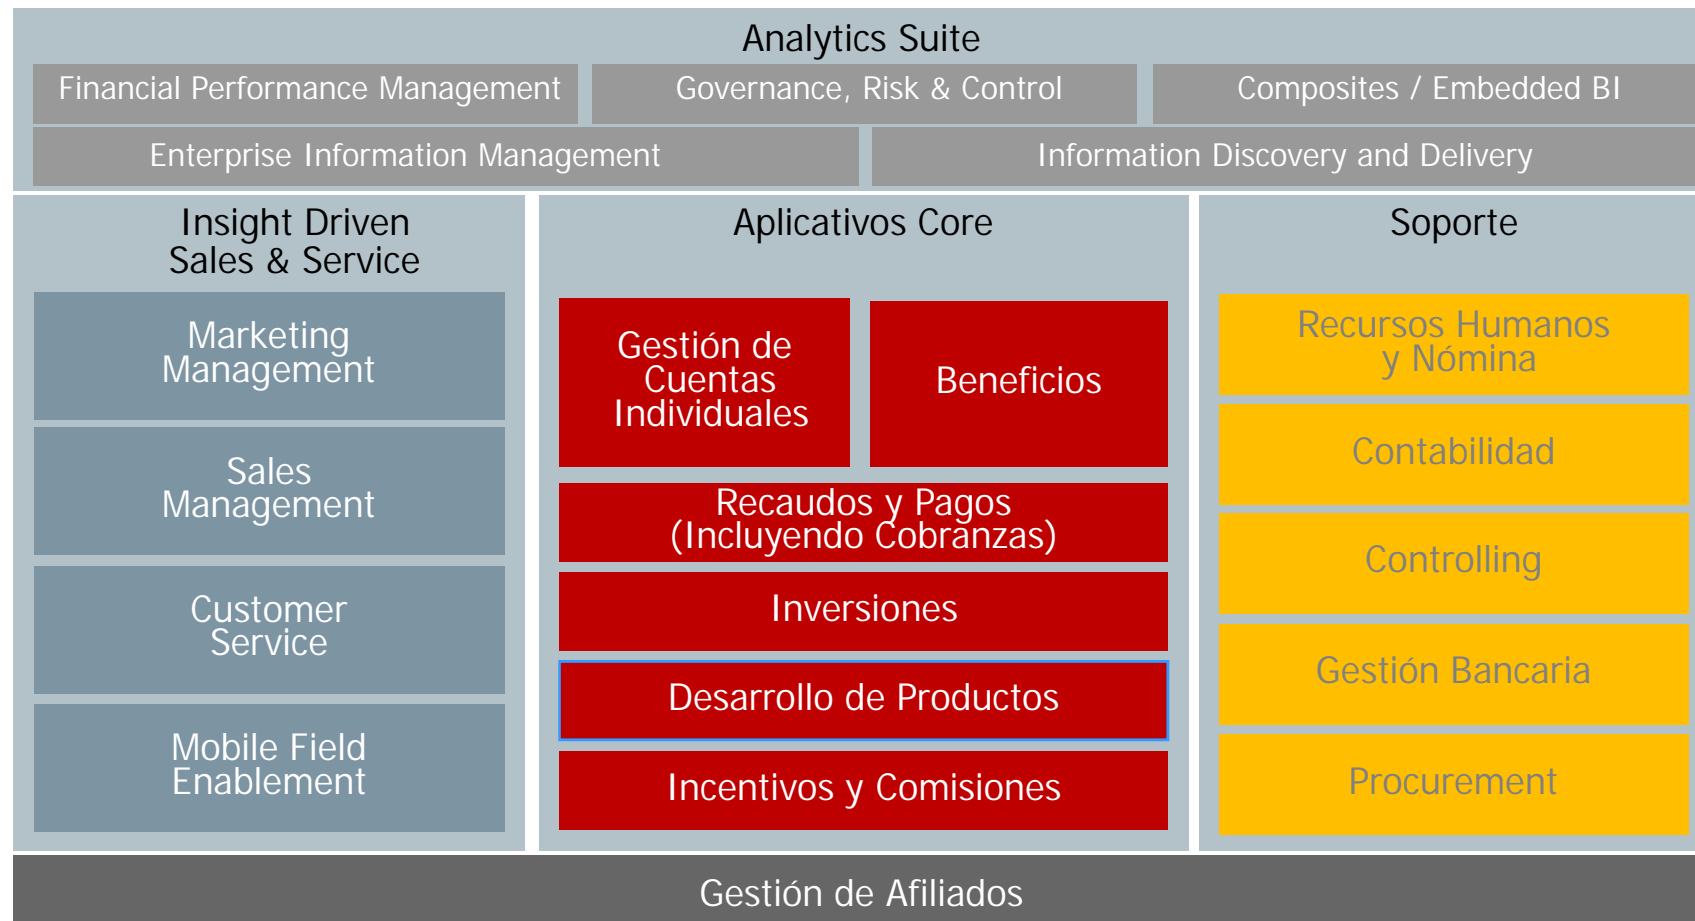 Analytics Suite
Financial Performance Management
Governance, Risk & Control
Composites / Embedded BI
Enterprise Information Management
Information Discovery and Delivery
Insight Driven
Sales & Service
Marketing
Management
Sales
Management
Customer
Service
Mobile Field
Enablement
Aplicativos Core
Gestión de
Cuentas
Individuales
Beneficios
Recaudos y Pagos
(Incluyendo Cobranzas)
Inversiones
Desarrollo de Productos
Incentivos y Comisiones
Soporte
Recursos Humanos
y Nómina
Contabilidad
Controlling
Gestión Bancaria
Procurement
Gestión de Afiliados